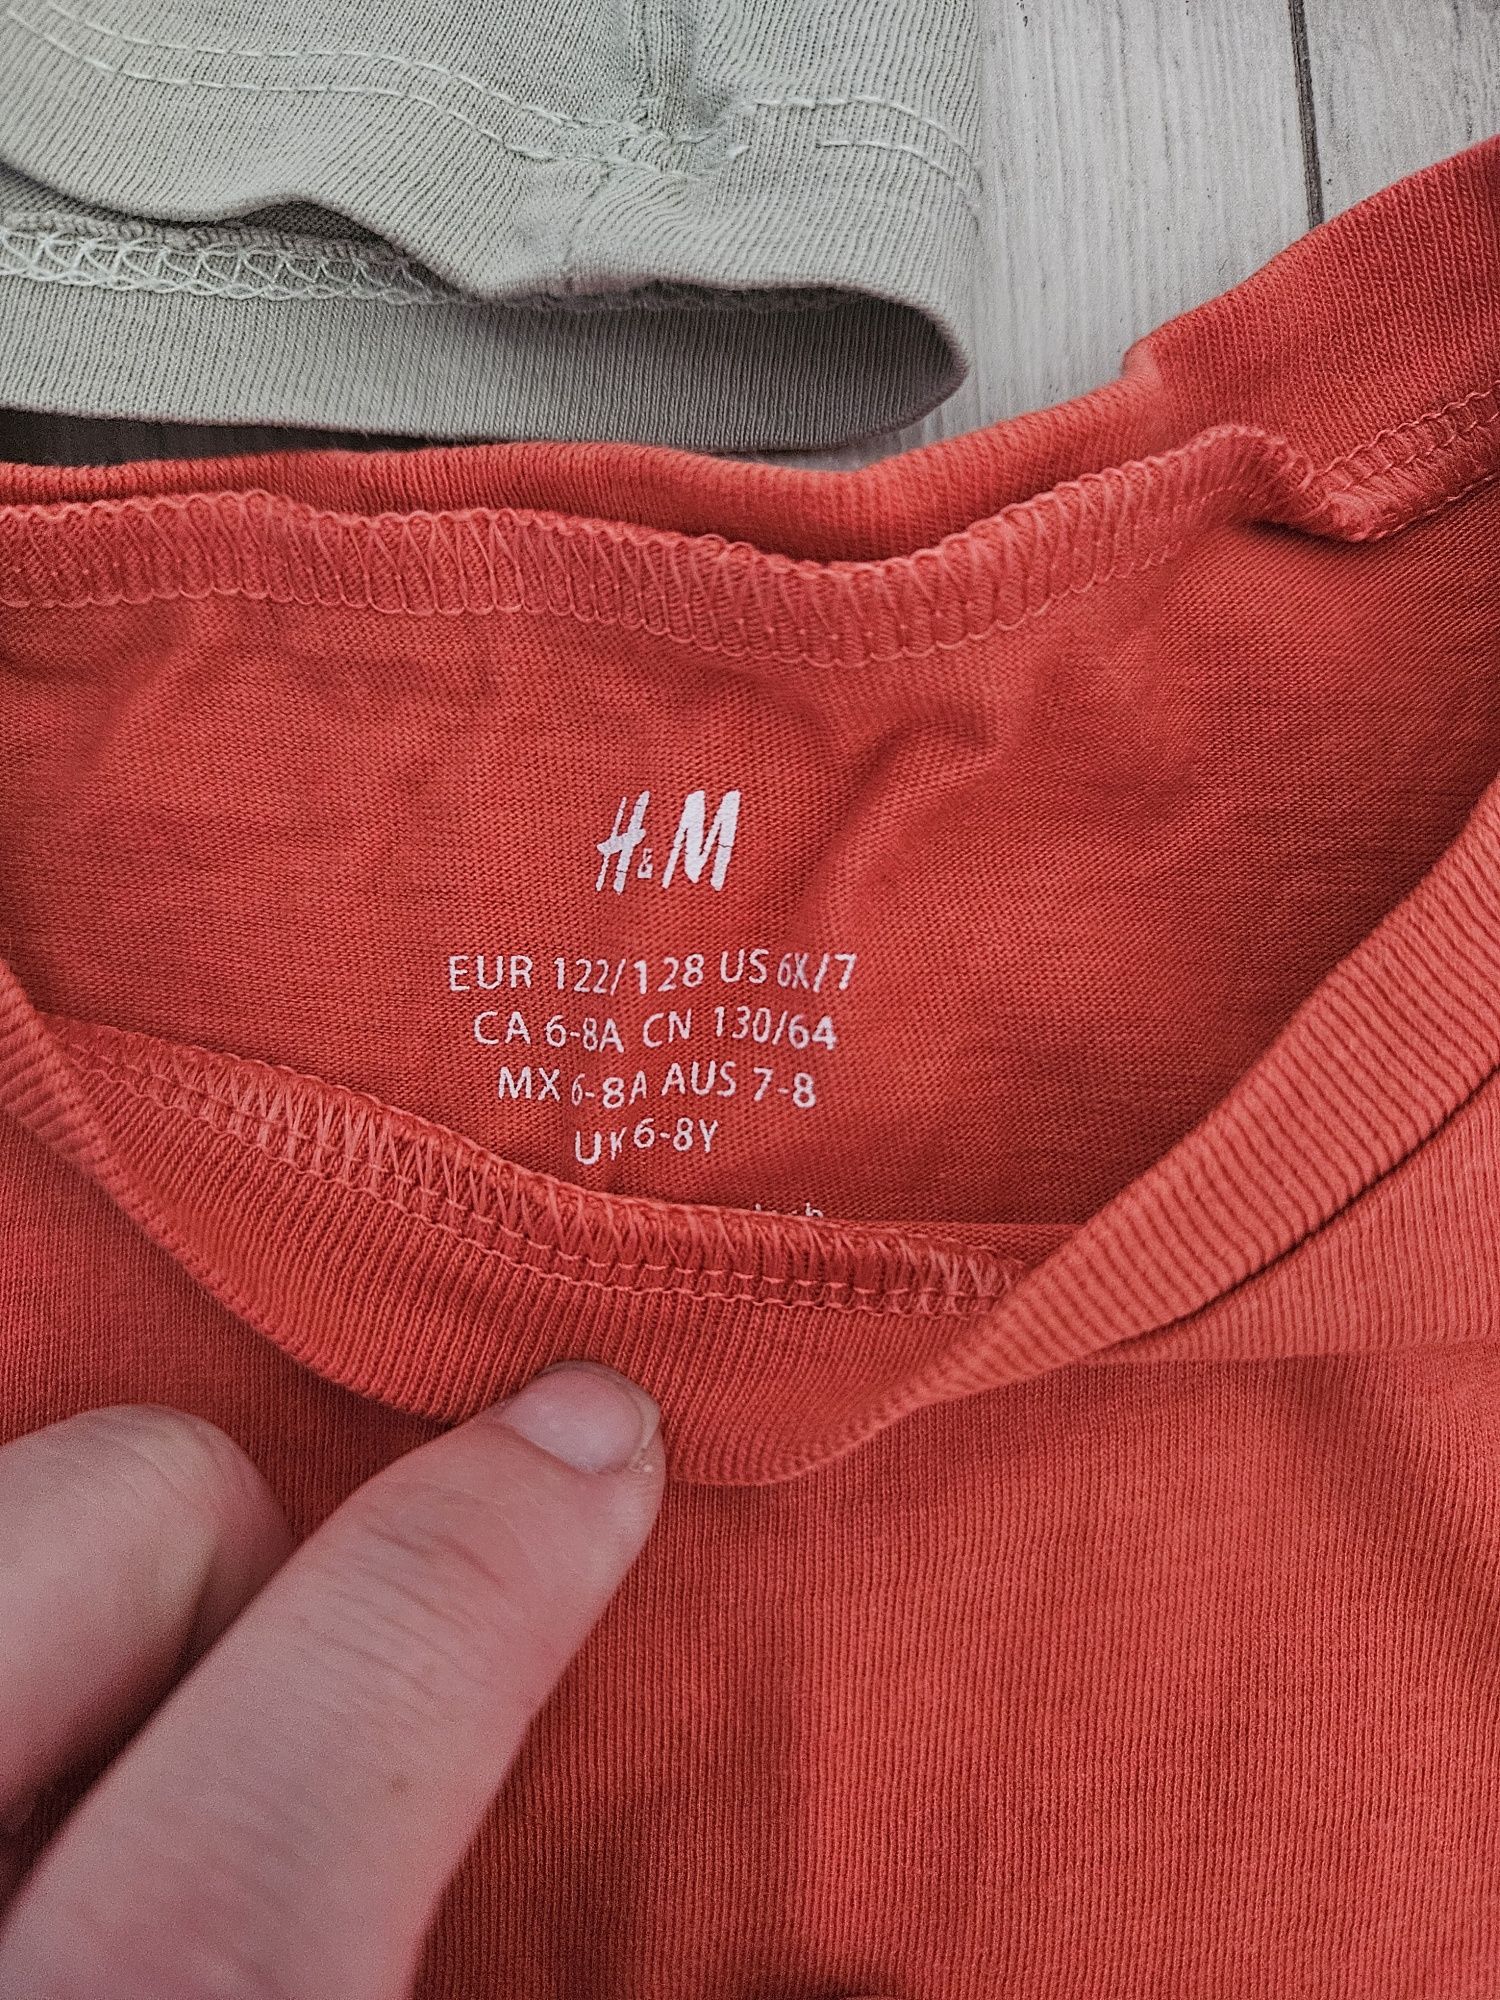 H&M
EUR 122/128 US 6X/7
CA 6-8A CN 130/64
MX 6-8A AUS 7-8
UK 6-8Y